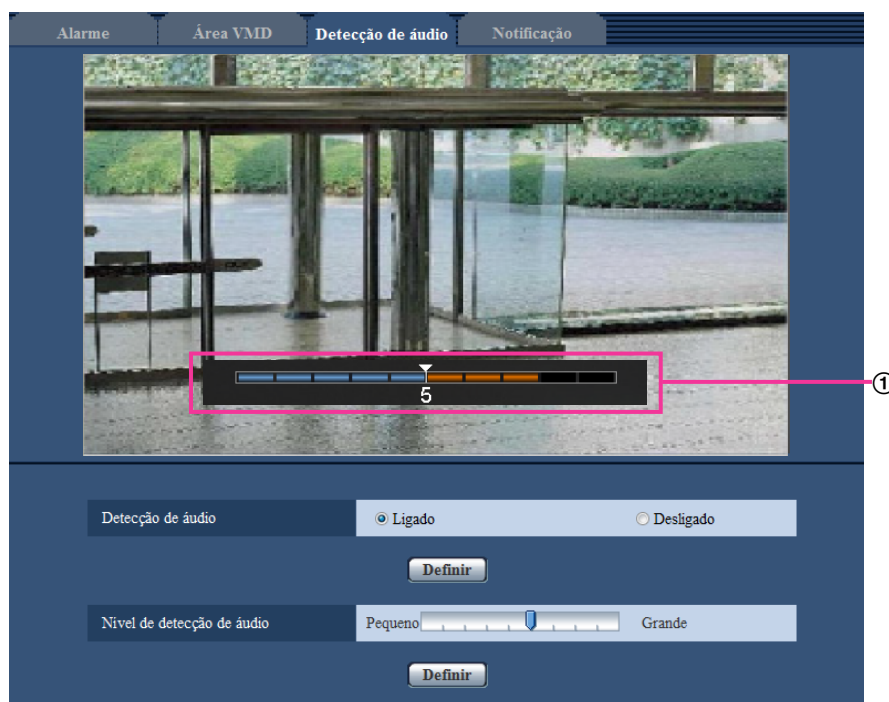 Alarme Área VMD Detecção de áudio Notificação
5
①
Detecção de áudio Ligado Desligado
Definir
Nivel de detecção de áudio Pequeno Grande
Definir